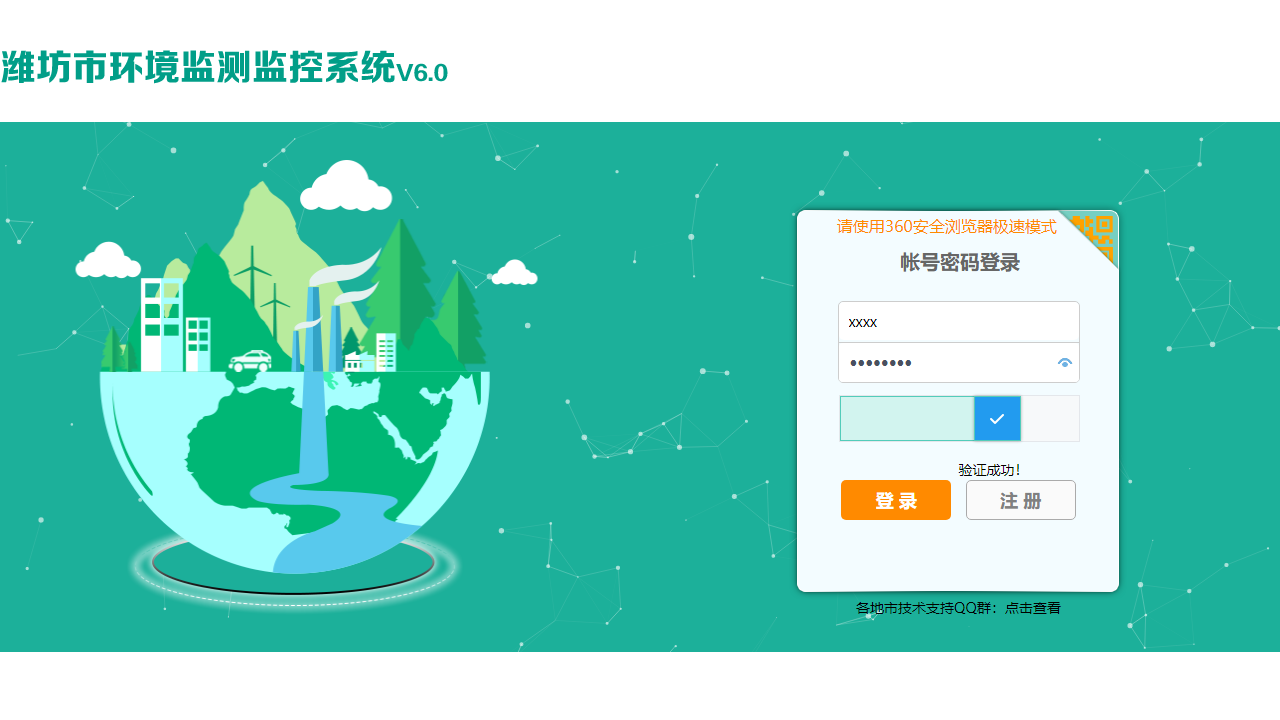 潍坊市环境监测监控系统V6.0
请使用360安全浏览器极速模式
帐号密码登录
xxxx
••••••••
验证成功！
登 录
注 册
各地市技术支持QQ群：点击查看